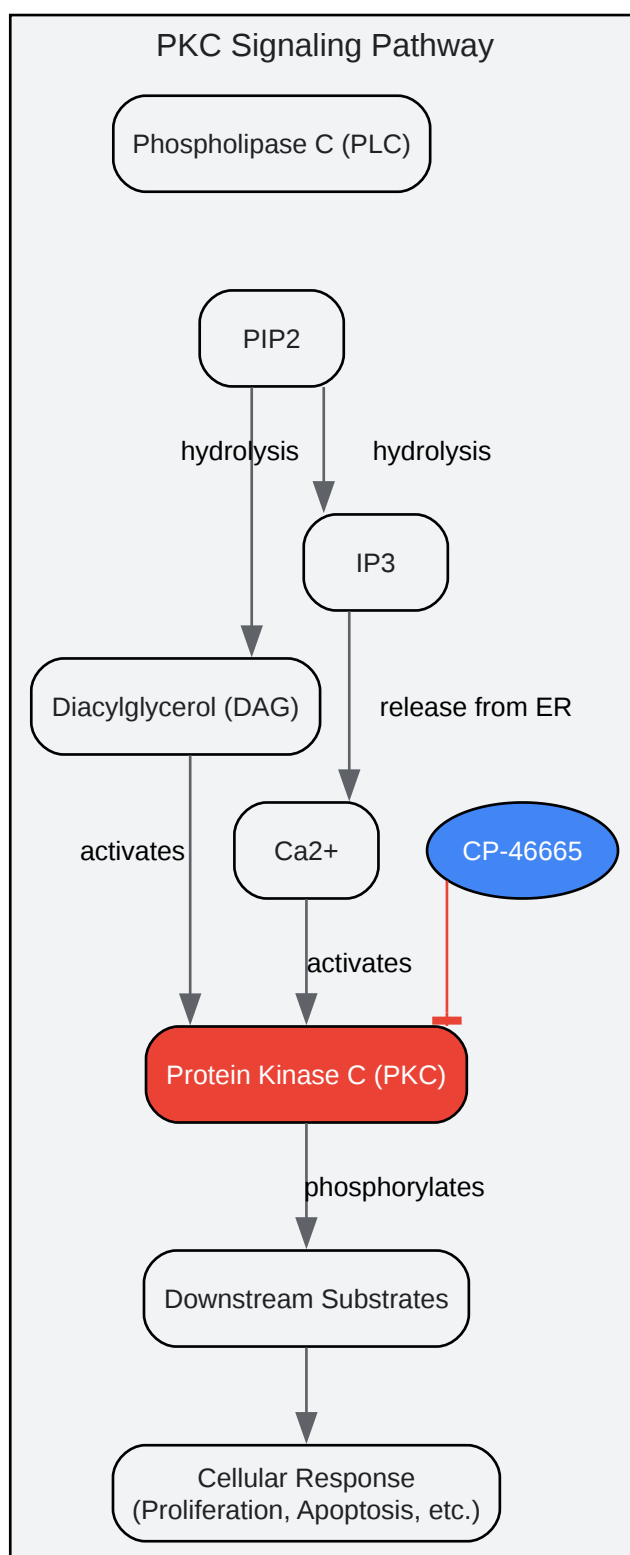 PKC Signaling Pathway
Phospholipase C (PLC)
PIP2
hydrolysis
hydrolysis
IP3
Diacylglycerol (DAG)
release from ER
activates
Ca2+
CP-46665
activates
Protein Kinase C (PKC)
phosphorylates
Downstream Substrates
Cellular Response
(Proliferation, Apoptosis, etc.)